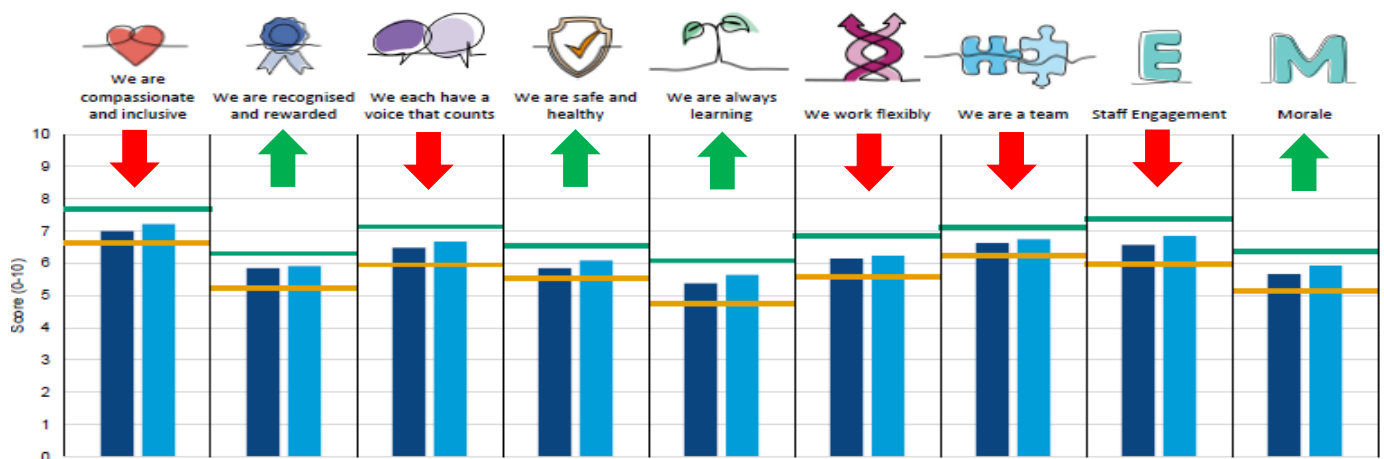 E
M
We are
compassionate
and inclusive
We are recognised
and rewarded
We each have a
voice that counts
We are safe and
healthy
We are always
learning
We work flexibly
We are a team
Staff Engagement
Morale
10
9
8
7
6
5
4
3
2
1
0
Score (0-10)